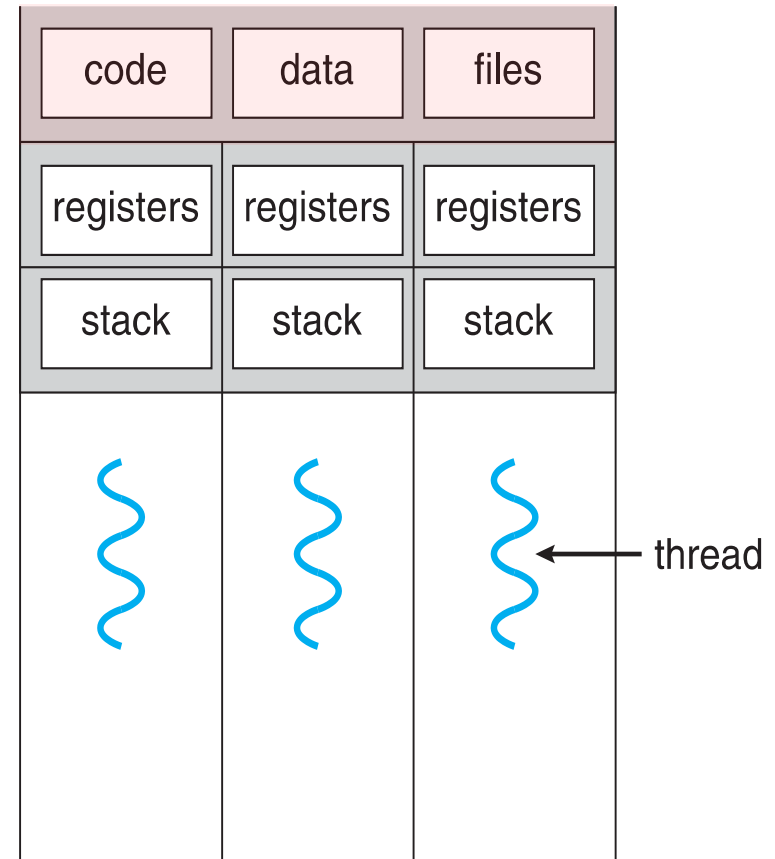 code data files
registers registers registers
stack stack stack
thread